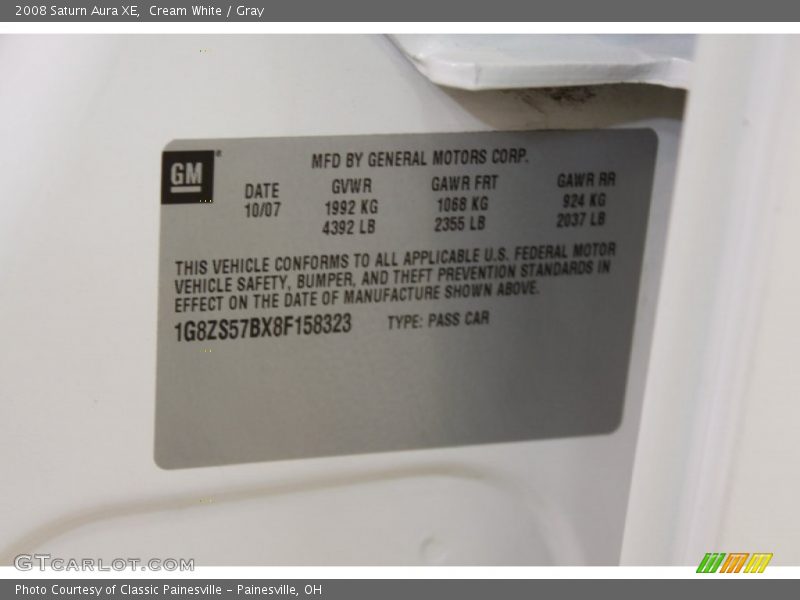 2008 Saturn Aura XE,  Cream White / Gray
GM
MFD BY GENERAL MOTORS CORP.
DATE GVWR GAWR FRT GAWR RR
10/07 1992 KG 1068 KG 924 KG
4392 LB 2355 LB 2037 LB
THIS VEHICLE CONFORMS TO ALL APPLICABLE U.S. FEDERAL MOTOR
VEHICLE SAFETY, BUMPER, AND THEFT PREVENTION STANDARDS IN
EFFECT ON THE DATE OF MANUFACTURE SHOWN ABOVE.
1G8ZS57BX8F158323 TYPE: PASS CAR
GTCARLOT.COM
Photo Courtesy of Classic Painesville - Painesville, OH